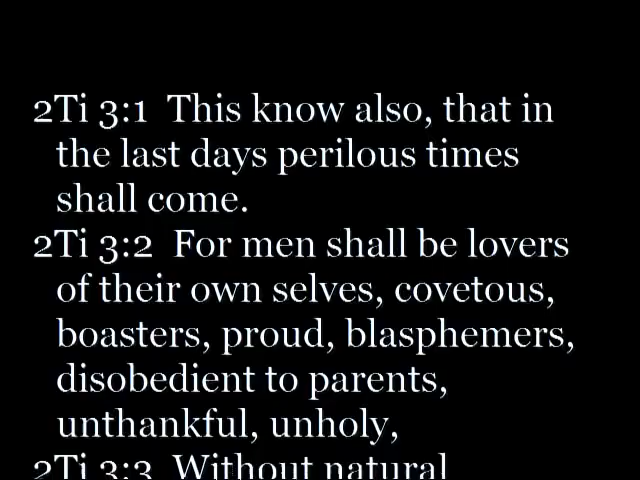 2Ti 3:1  This know also, that in
the last days perilous times
shall come.
2Ti 3:2  For men shall be lovers
of their own selves, covetous,
boasters, proud, blasphemers,
disobedient to parents,
unthankful, unholy,
2Ti 3:3  Without natural